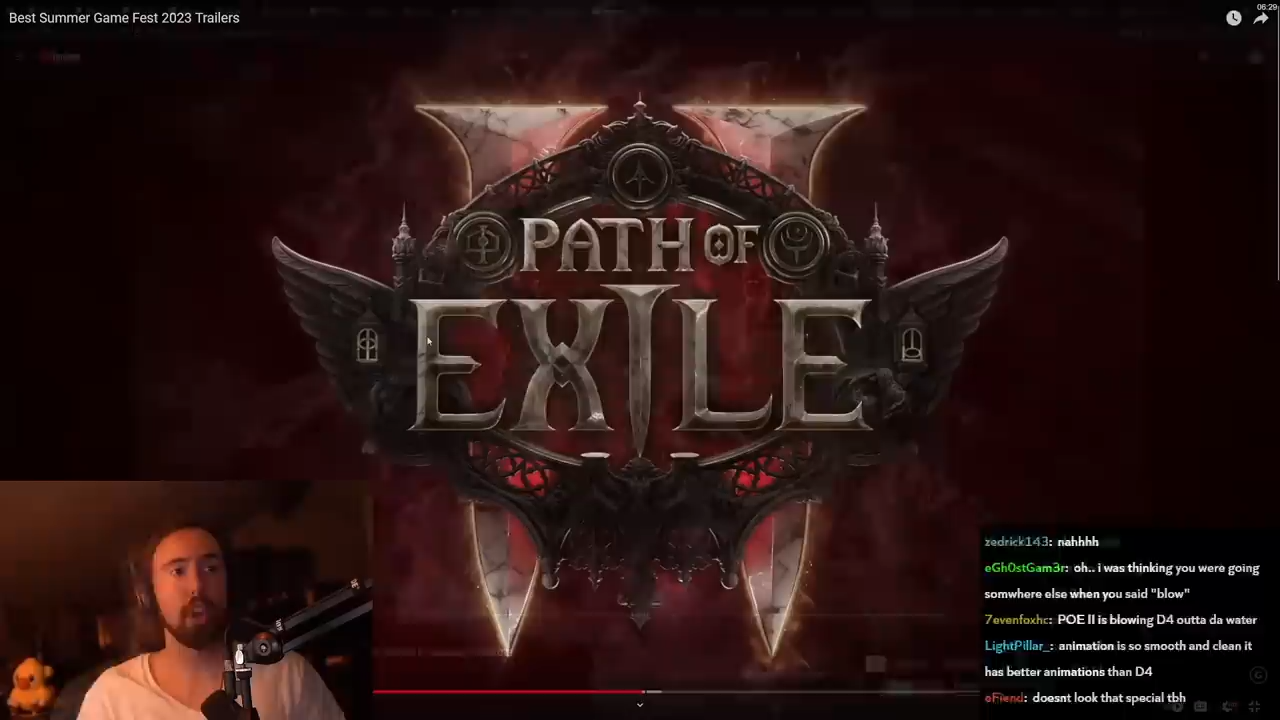 Best Summer Game Fest 2023 Trailers
06:29
PATH OF
EXILE
zedrick143: nahhhh
eGh0stGam3r: oh.. i was thinking you were going
somwhere else when you said "blow"
7evenfoxhc: POE II is blowing D4 outta da water
LightPillar_: animation is so smooth and clean it
has better animations than D4
eFiend: doesnt look that special tbh